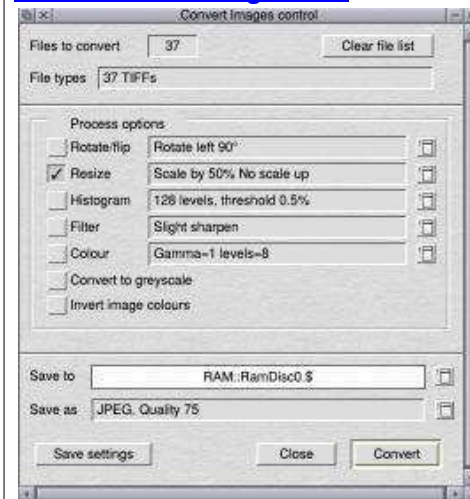 Convert Images control
Files to convert 37 Clear file list
File types 37 TIFFs
Process options
Rotate/flip Rotate left 90°
Resize Scale by 50% No scale up
Histogram 128 levels, threshold 0.5%
Filter Slight sharpen
Colour Gamma=1 levels=8
Convert to greyscale
Invert image colours
Save to RAM::RamDisc0.$
Save as JPEG, Quality 75
Save settings Close Convert